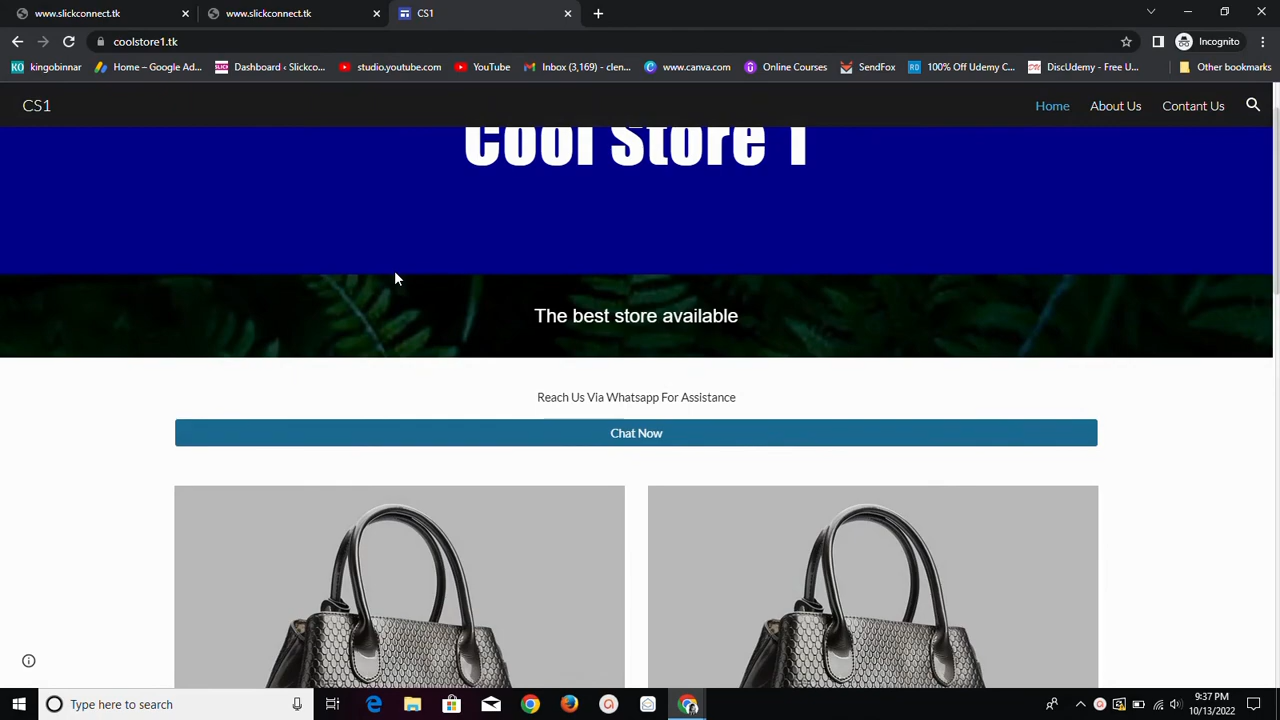 www.slickconnect.tk
www.slickconnect.tk
CS1
coolstore1.tk
Incognito
kingobinnar
Home – Google Ad...
Dashboard ‹ Slickco...
studio.youtube.com
YouTube
Inbox (3,169) - clen...
www.canva.com
Online Courses
SendFox
100% Off Udemy C...
DiscUdemy - Free U...
Other bookmarks
CS1
Home
About Us
Contant Us
Cool Store 1
The best store available
Reach Us Via Whatsapp For Assistance
Chat Now
Type here to search
9:37 PM
10/13/2022